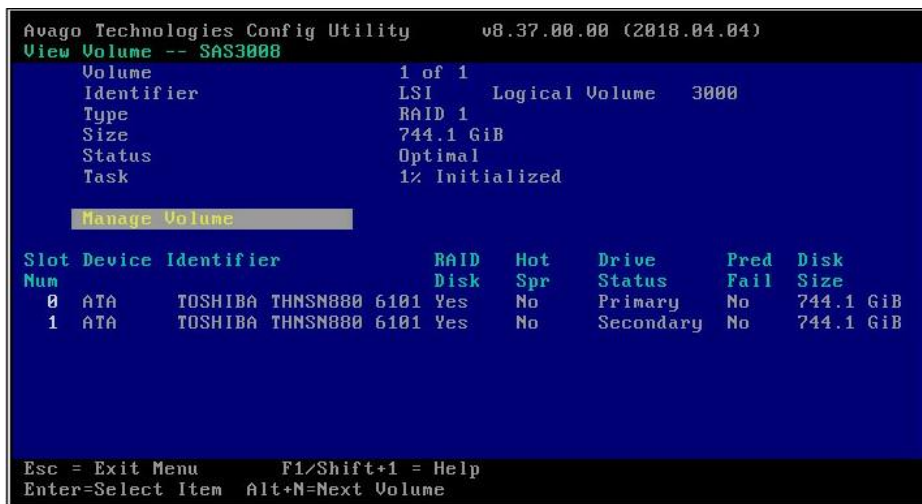 Avago Technologies Config Utility v8.37.00.00 (2018.04.04)
View Volume -- SAS3008
Volume 1 of 1
Identifier LSI Logical Volume 3000
Type RAID 1
Size 744.1 GiB
Status Optimal
Task 1% Initialized
Manage Volume
Slot Device Identifier RAID Hot Drive Pred Disk
Num Disk Spr Status Fail Size
0 ATA TOSHIBA THNSN880 6101 Yes No Primary No 744.1 GiB
1 ATA TOSHIBA THNSN880 6101 Yes No Secondary No 744.1 GiB
Esc = Exit Menu F1/Shift+1 = Help
Enter=Select Item Alt+N=Next Volume